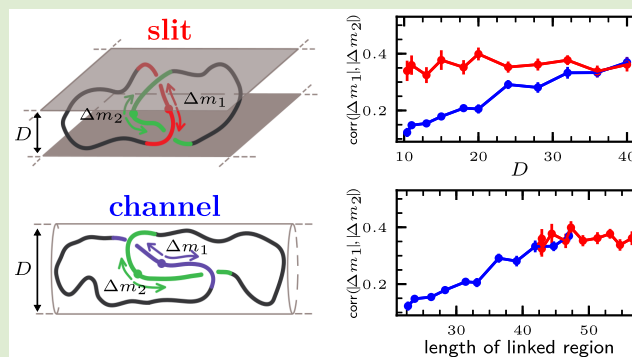 slit
Δm₁
Δm₂
D
channel
Δm₁
Δm₂
D
corr(|Δm₁|, |Δm₂|)
0.4
0.2
10 20 30 40
D
corr(|Δm₁|, |Δm₂|)
0.4
0.2
30 40 50
length of linked region